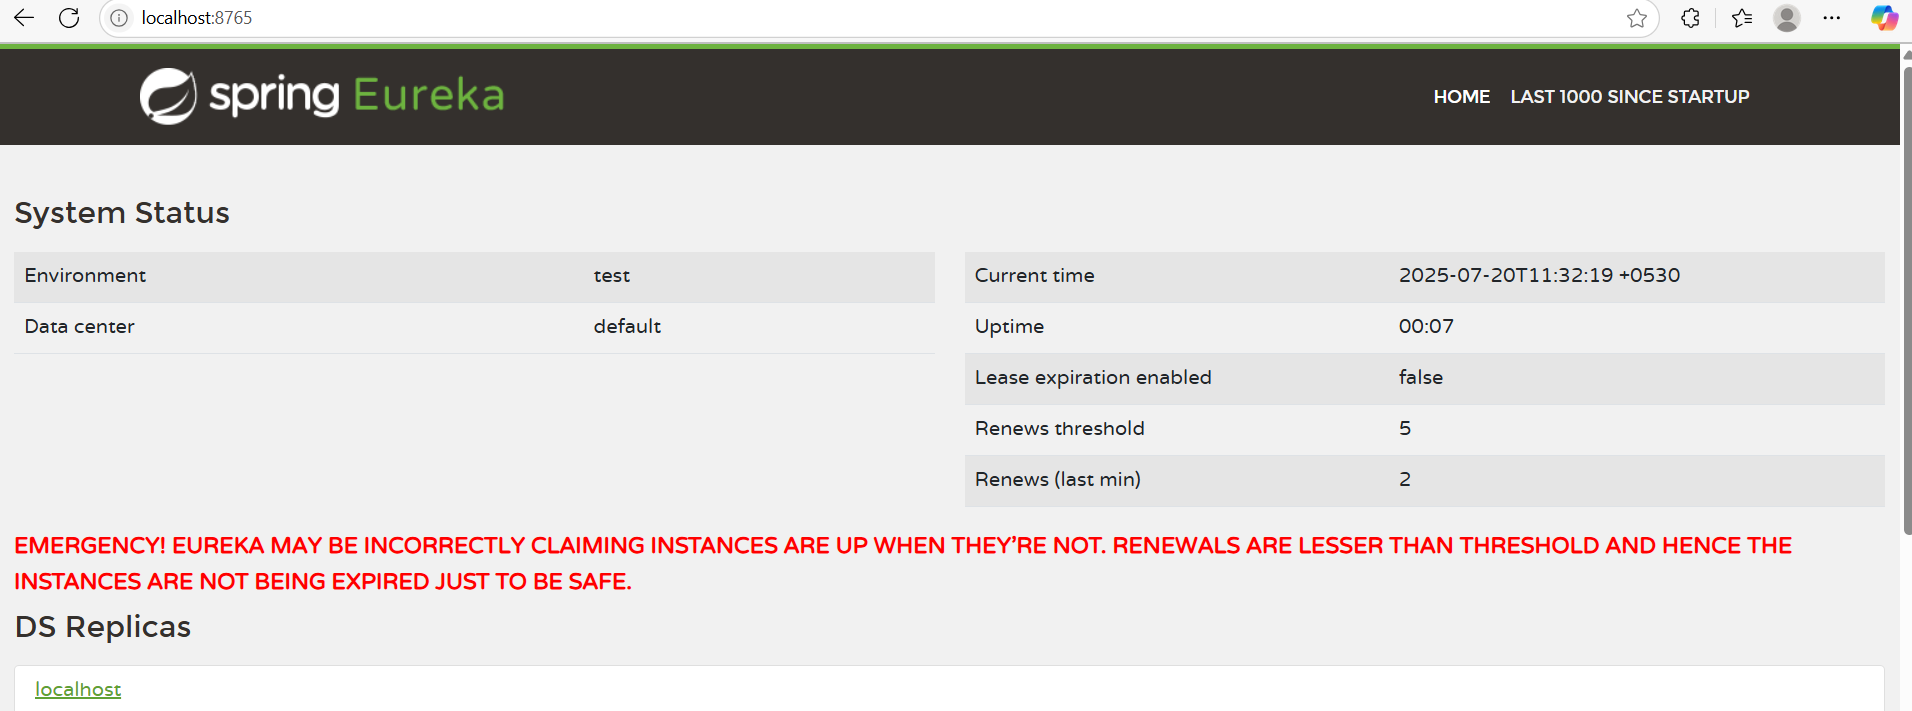 localhost:8765
spring Eureka
HOME LAST 1000 SINCE STARTUP
System Status
Environment test
Data center default
Current time 2025-07-20T11:32:19 +0530
Uptime 00:07
Lease expiration enabled false
Renews threshold 5
Renews (last min) 2
EMERGENCY! EUREKA MAY BE INCORRECTLY CLAIMING INSTANCES ARE UP WHEN THEY’RE NOT. RENEWALS ARE LESSER THAN THRESHOLD AND HENCE THE
INSTANCES ARE NOT BEING EXPIRED JUST TO BE SAFE.
DS Replicas
localhost